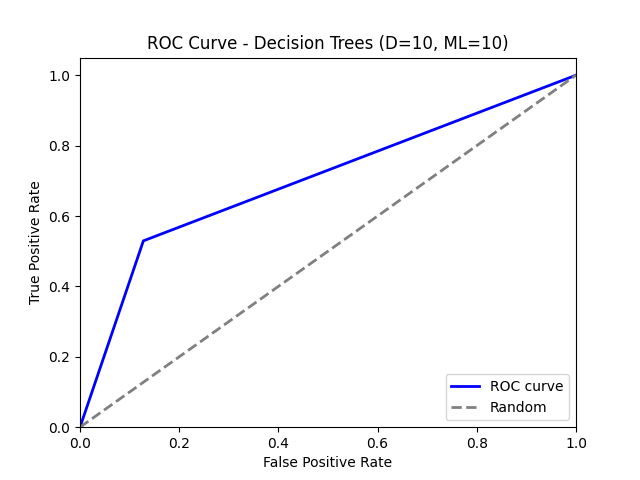 ROC Curve - Decision Trees (D=10, ML=10)
1.0
0.8
0.6
0.4
0.2
0.0
True Positive Rate
ROC curve
Random
0.0 0.2 0.4 0.6 0.8 1.0
False Positive Rate